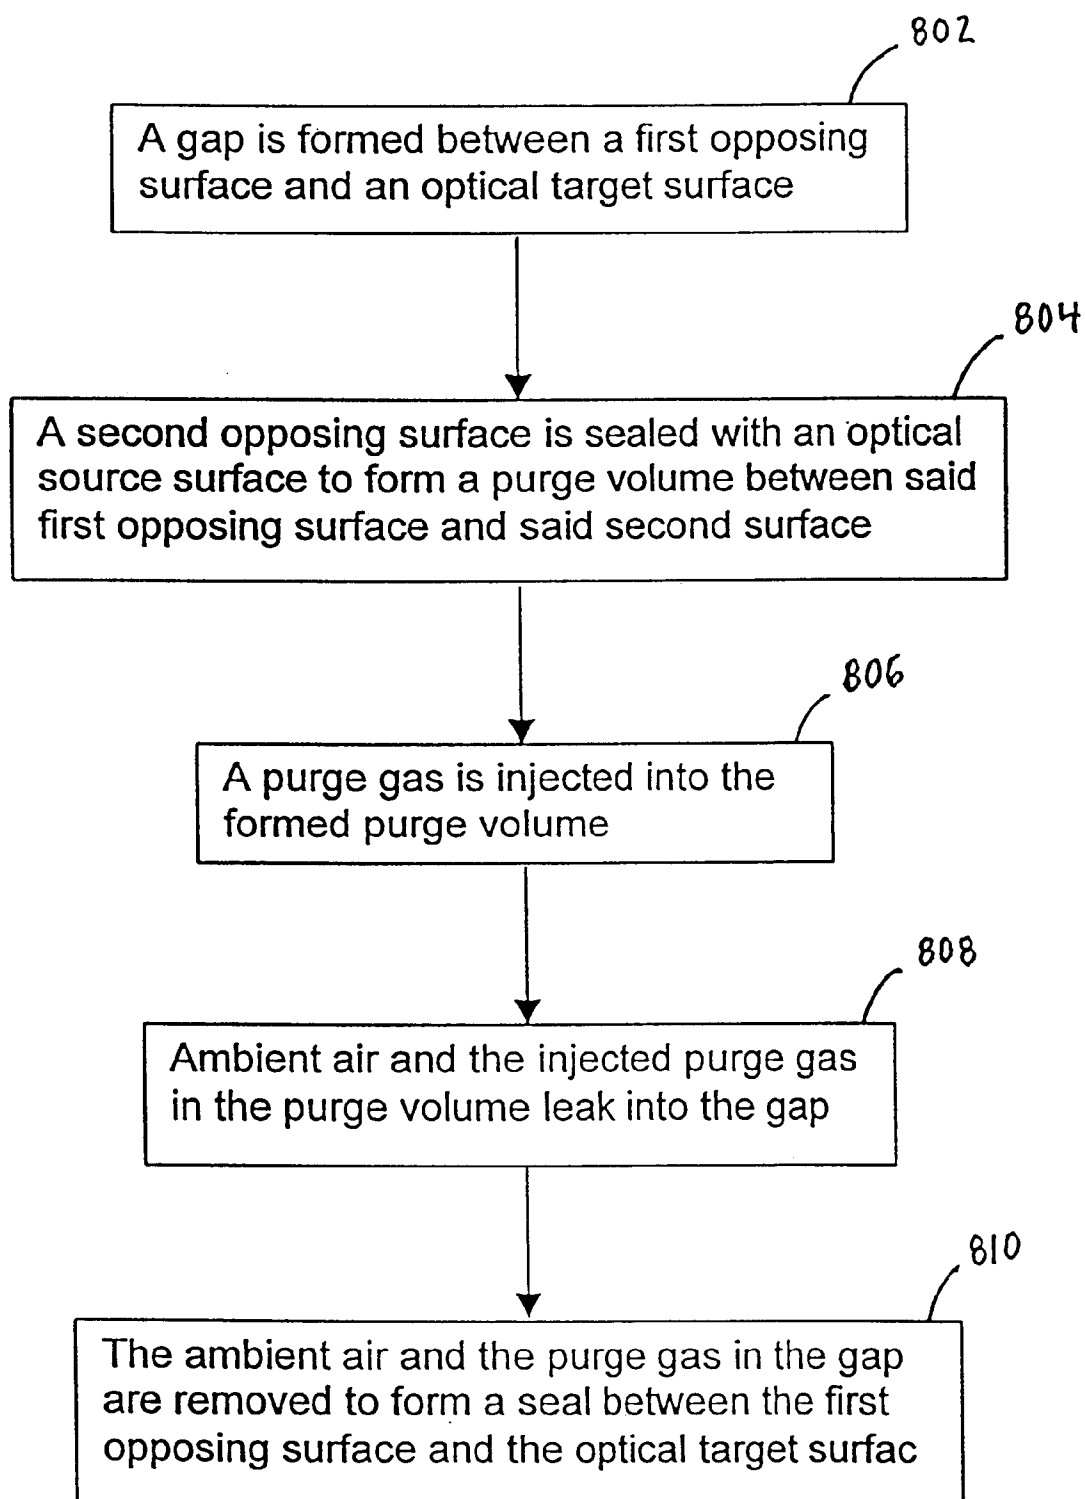 802
A gap is formed between a first opposing
surface and an optical target surface
804
A second opposing surface is sealed with an optical
source surface to form a purge volume between said
first opposing surface and said second surface
806
A purge gas is injected into the
formed purge volume
808
Ambient air and the injected purge gas
in the purge volume leak into the gap
810
The ambient air and the purge gas in the gap
are removed to form a seal between the first
opposing surface and the optical target surfac